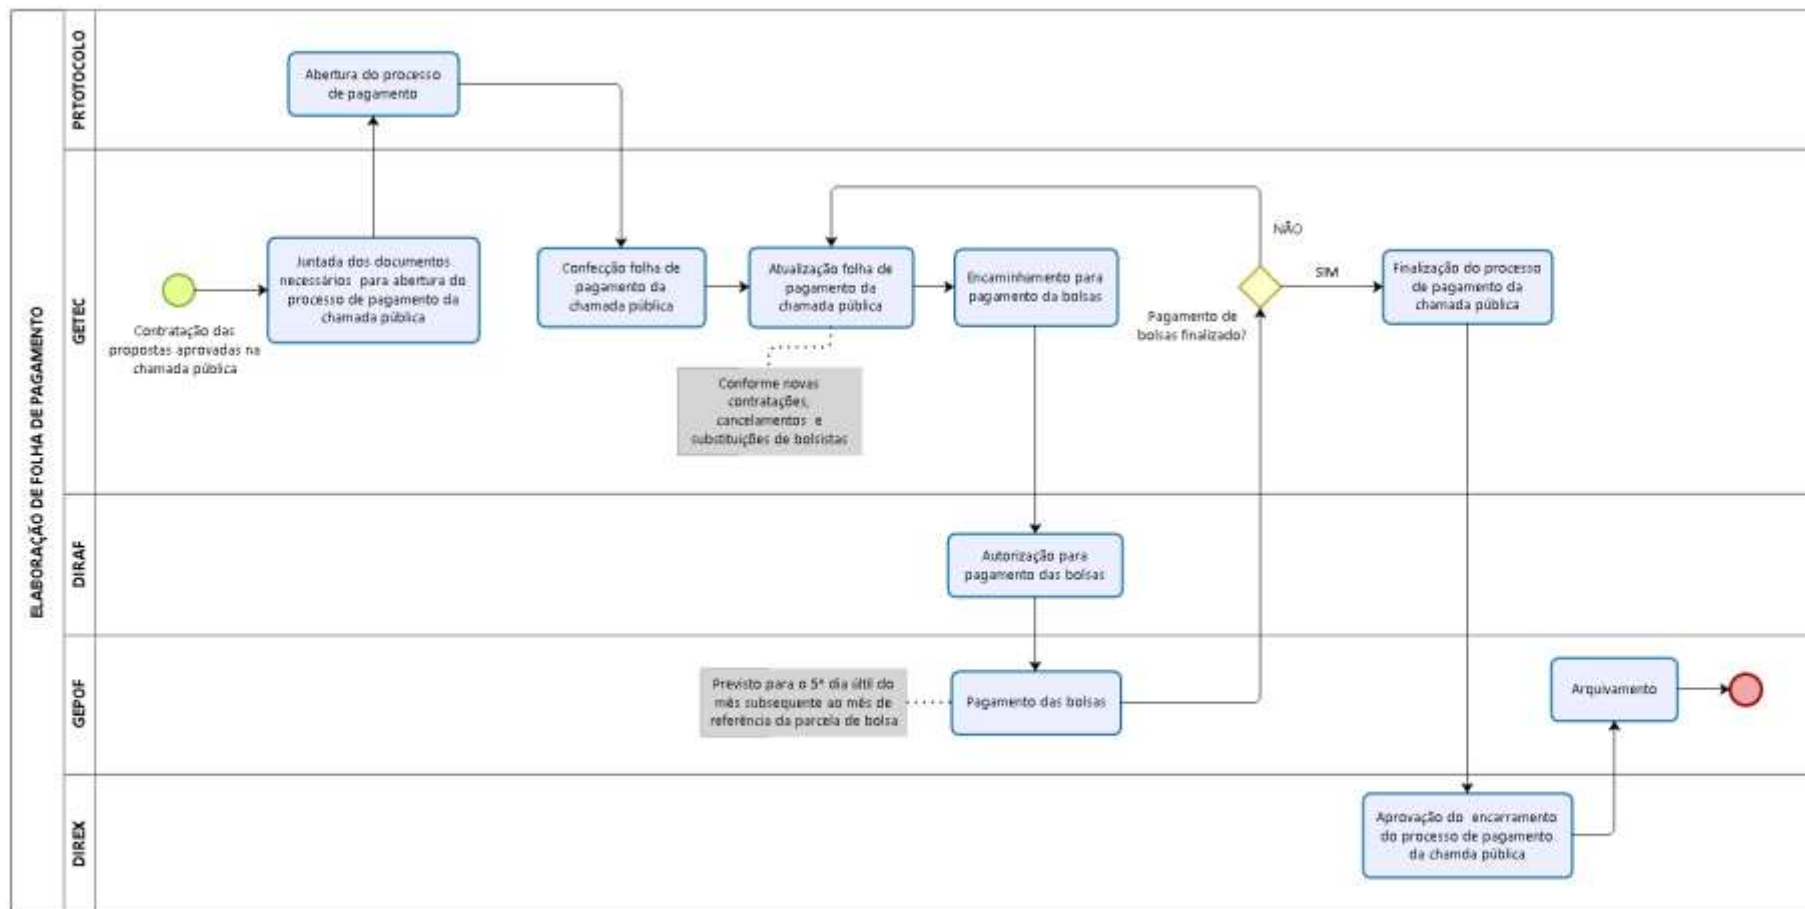 ELABORAÇÃO DE FOLHA DE PAGAMENTO
PRTOTOCOLO
Abertura do processo
de pagamento
GETEC
Contratação das
propostas aprovadas na
chamada pública
Juntada dos documentos
necessários para abertura do
processo de pagamento da
chamada pública
Confecção folha de
pagamento da
chamada pública
Atualização folha de
pagamento da
chamada pública
Conforme novas
contratações,
cancelamentos e
substituições de bolsistas
Encaminhamento para
pagamento da bolsas
Pagamento de
bolsas finalizado?
NÃO
SIM
Finalização do processo
de pagamento da
chamada pública
DIRAF
Autorização para
pagamento das bolsas
GEPOF
Previsto para o 5º dia últil do
mês subsequente ao mês de
referência da parcela de bolsa
Pagamento das bolsas
Arquivamento
DIREX
Aprovação do encarramento
do processo de pagamento
da chamda pública